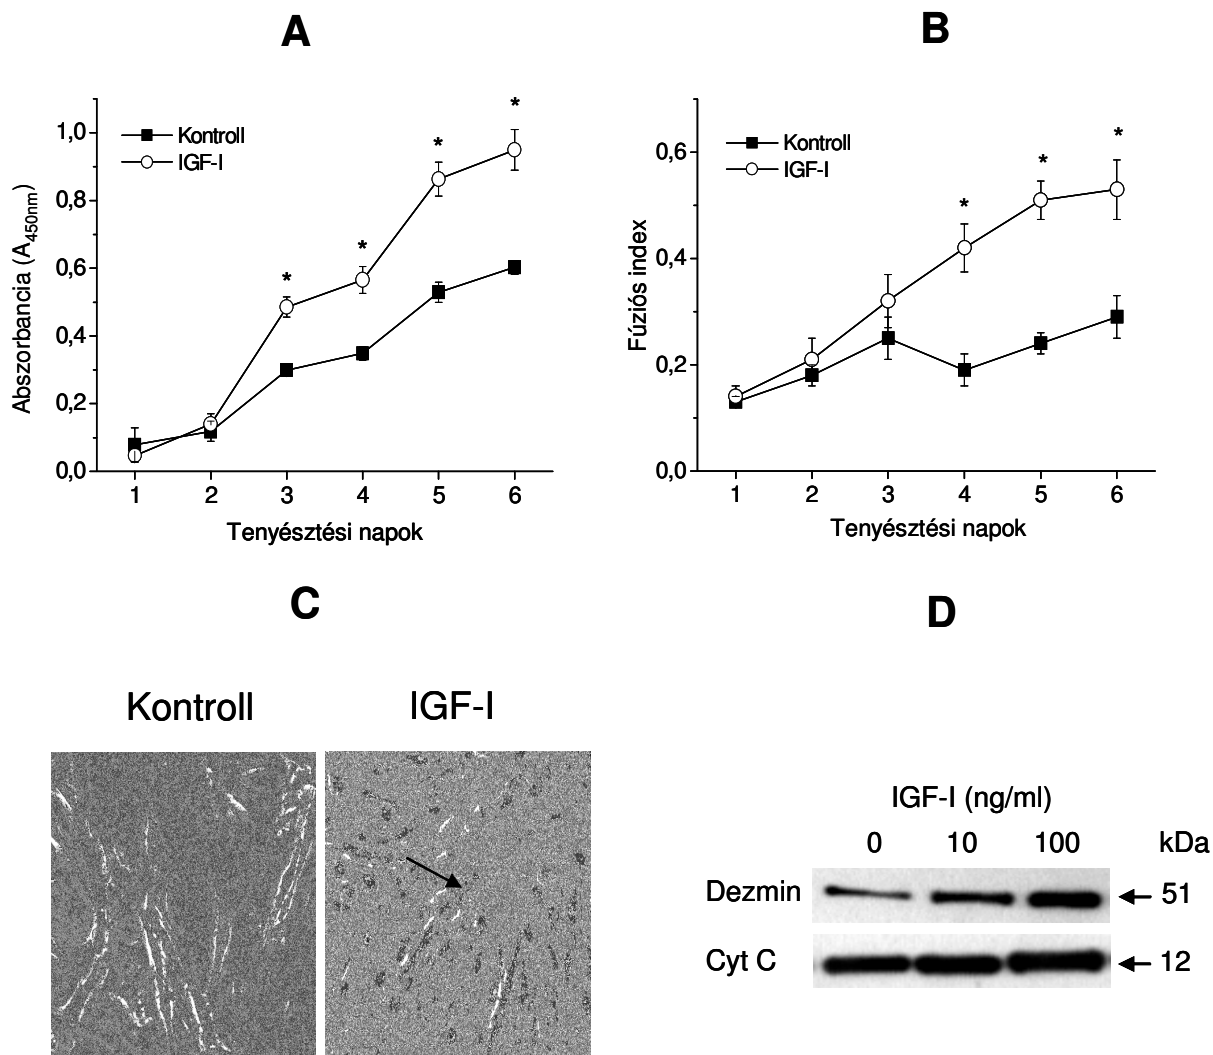 A
Kontroll
IGF-I
*
*
*
*
1,0
0,8
0,6
0,4
0,2
0,0
Abszorbancia (A450nm)
1 2 3 4 5 6
Tenyésztési napok
B
Kontroll
IGF-I
*
*
*
0,6
0,4
0,2
0,0
Fúziós index
1 2 3 4 5 6
Tenyésztési napok
C
Kontroll IGF-I
D
IGF-I (ng/ml)
0 10 100 kDa
Dezmin 51
Cyt C 12